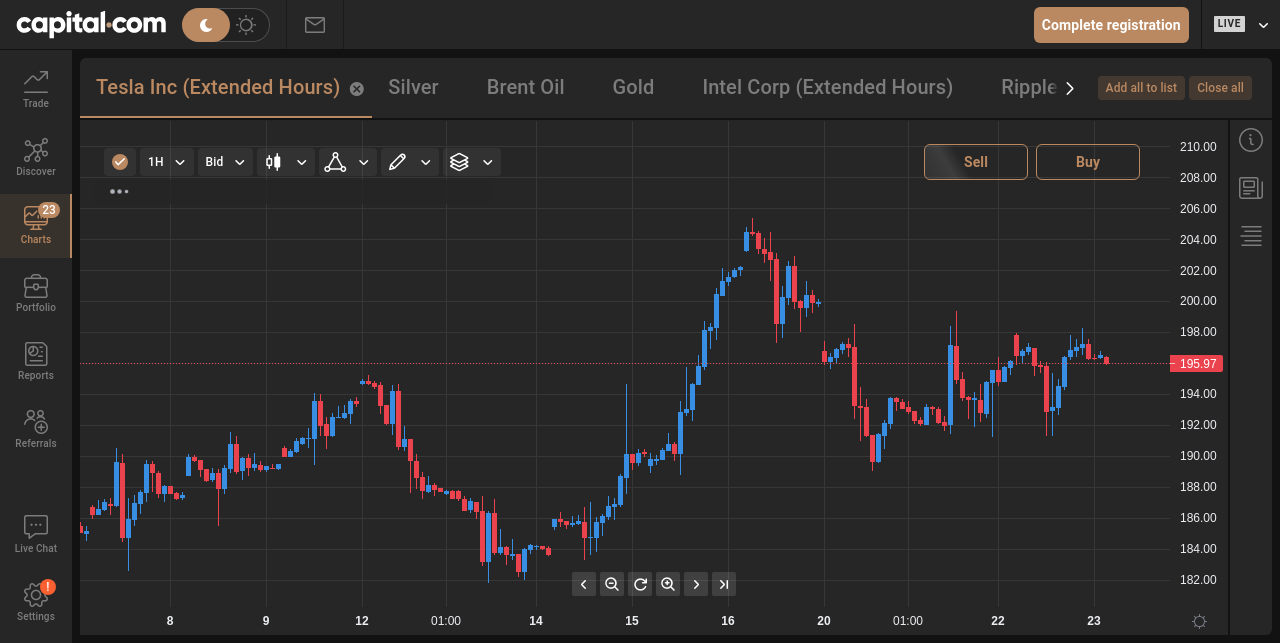 capital.com
Complete registration
LIVE
Trade
Discover
23
Charts
Portfolio
Reports
Referrals
Live Chat
!
Settings
Tesla Inc (Extended Hours)
Silver
Brent Oil
Gold
Intel Corp (Extended Hours)
Ripple
Add all to list
Close all
1H
Bid
Sell
Buy
210.00
208.00
206.00
204.00
202.00
200.00
198.00
195.97
194.00
192.00
190.00
188.00
186.00
184.00
182.00
8 9 12 01:00 14 15 16 20 01:00 22 23